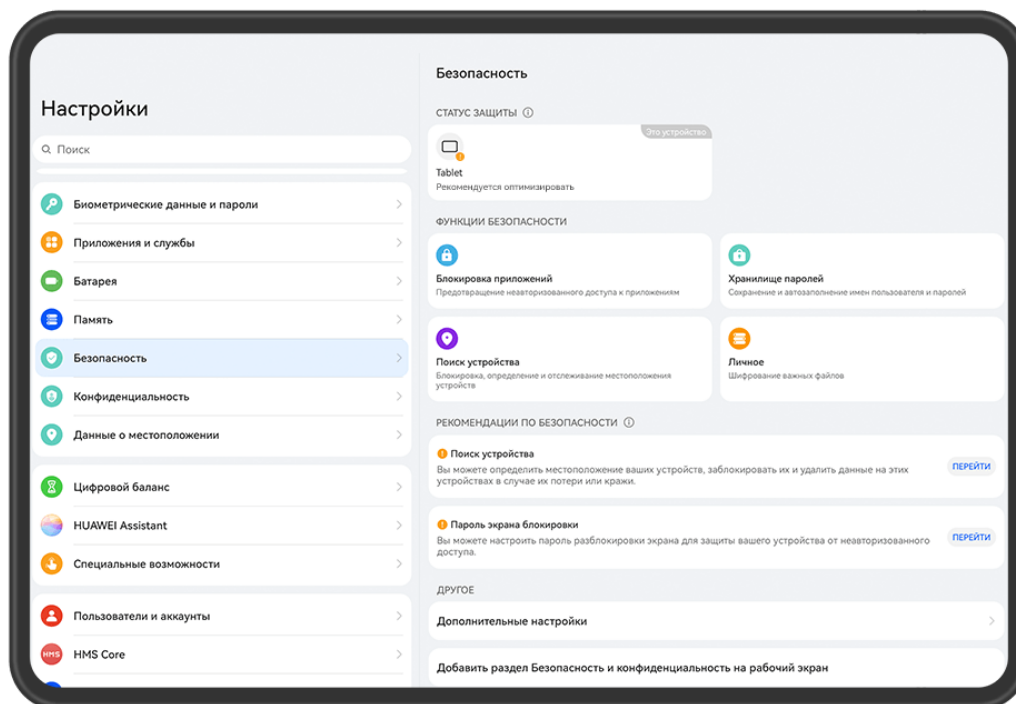 Настройки
Поиск
Биометрические данные и пароли
Приложения и службы
Батарея
Память
Безопасность
Конфиденциальность
Данные о местоположении
Цифровой баланс
HUAWEI Assistant
Специальные возможности
Пользователи и аккаунты
HMS
HMS Core
Безопасность
СТАТУС ЗАЩИТЫ
Это устройство
Tablet
Рекомендуется оптимизировать
ФУНКЦИИ БЕЗОПАСНОСТИ
Блокировка приложений
Предотвращение неавторизованного доступа к приложениям
Хранилище паролей
Сохранение и автозаполнение имен пользователя и паролей
Поиск устройства
Блокировка, определение и отслеживание местоположения
устройств
Личное
Шифрование важных файлов
РЕКОМЕНДАЦИИ ПО БЕЗОПАСНОСТИ
Поиск устройства
Вы можете определить местоположение ваших устройств, заблокировать их и удалить данные на этих
устройствах в случае их потери или кражи.
ПЕРЕЙТИ
Пароль экрана блокировки
Вы можете настроить пароль разблокировки экрана для защиты вашего устройства от неавторизованного
доступа.
ПЕРЕЙТИ
ДРУГОЕ
Дополнительные настройки
Добавить раздел Безопасность и конфиденциальность на рабочий экран